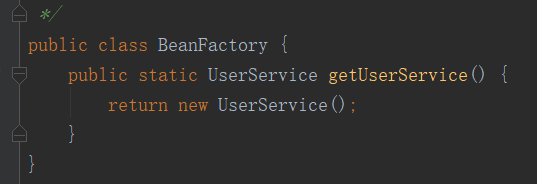 */
public class BeanFactory {
    public static UserService getUserService() {
        return new UserService();
    }
}